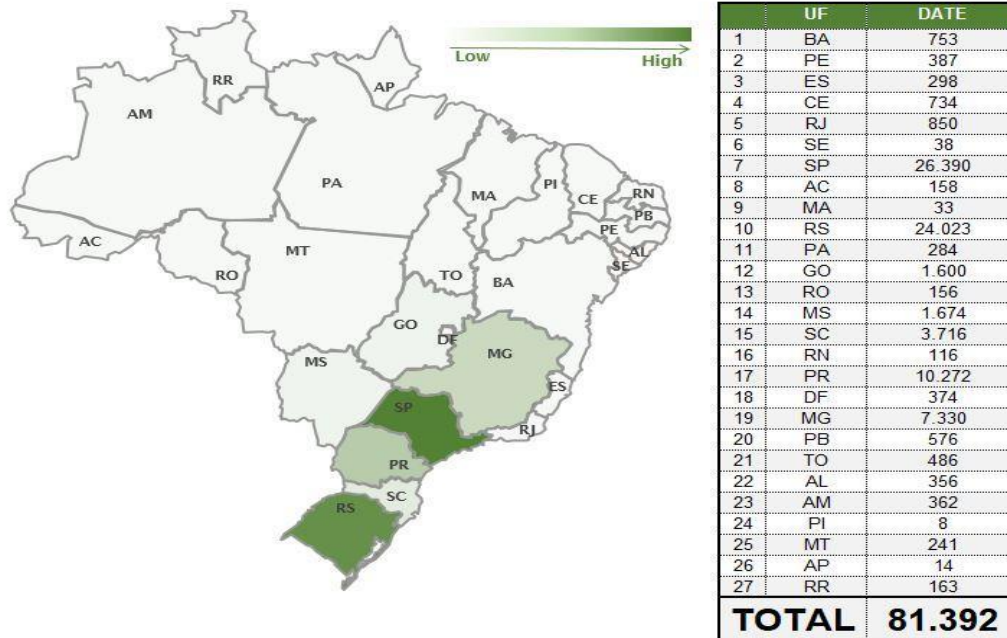 Low
High
RR
AP
AM
PA
MA
PI
CE
RN
PB
PE
AL
SE
AC
RO
MT
TO
BA
GO
DF
MS
MG
ES
SP
RJ
PR
SC
RS
UF DATE
1 BA 753
2 PE 387
3 ES 298
4 CE 734
5 RJ 850
6 SE 38
7 SP 26.390
8 AC 158
9 MA 33
10 RS 24.023
11 PA 284
12 GO 1.600
13 RO 156
14 MS 1.674
15 SC 3.716
16 RN 116
17 PR 10.272
18 DF 374
19 MG 7.330
20 PB 576
21 TO 486
22 AL 356
23 AM 362
24 PI 8
25 MT 241
26 AP 14
27 RR 163
TOTAL 81.392